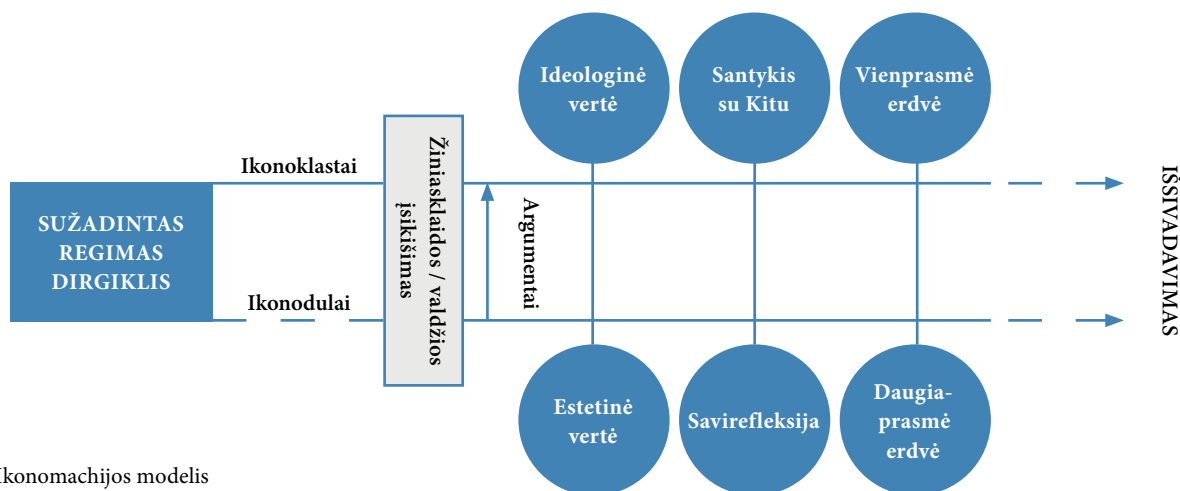 Ideologinė
vertė
Santykis
su Kitu
Vienprasmė
erdvė
Ikonoklastai
SUŽADINTAS
REGIMAS
DIRGIKLIS
Ikonodulai
Žiniasklaidos / valdžios
įsikišimas
Argumentai
IŠSIVADAVIMAS
Estetinė
vertė
Savirefleksija
Daugia-
prasmė
erdvė
Ikonomachijos modelis